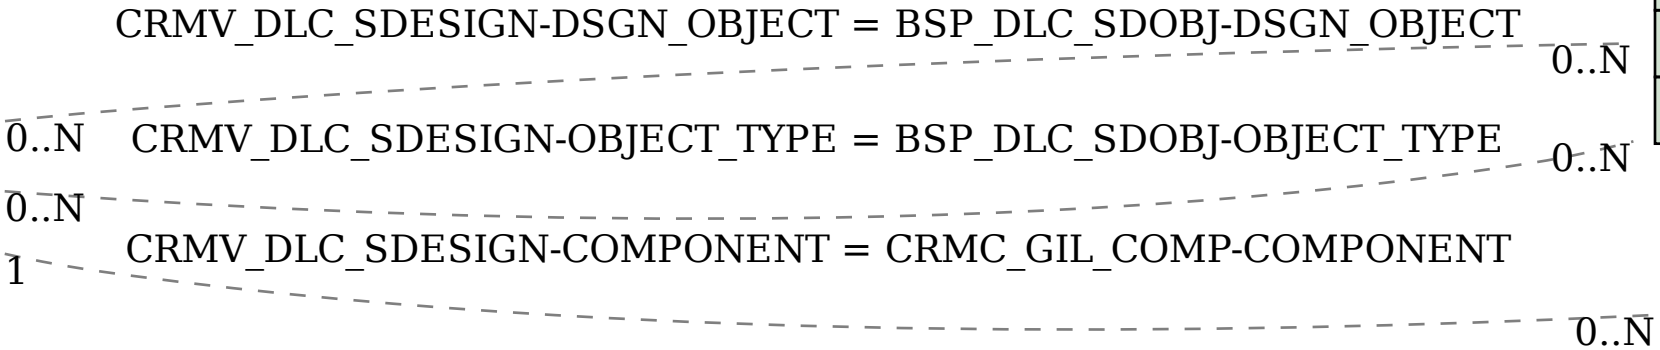 CRMV_DLC_SDESIGN-DSGN_OBJECT = BSP_DLC_SDOBJ-DSGN_OBJECT
0..N
0..N
CRMV_DLC_SDESIGN-OBJECT_TYPE = BSP_DLC_SDOBJ-OBJECT_TYPE
0..N
0..N
CRMV_DLC_SDESIGN-COMPONENT = CRMC_GIL_COMP-COMPONENT
1
0..N